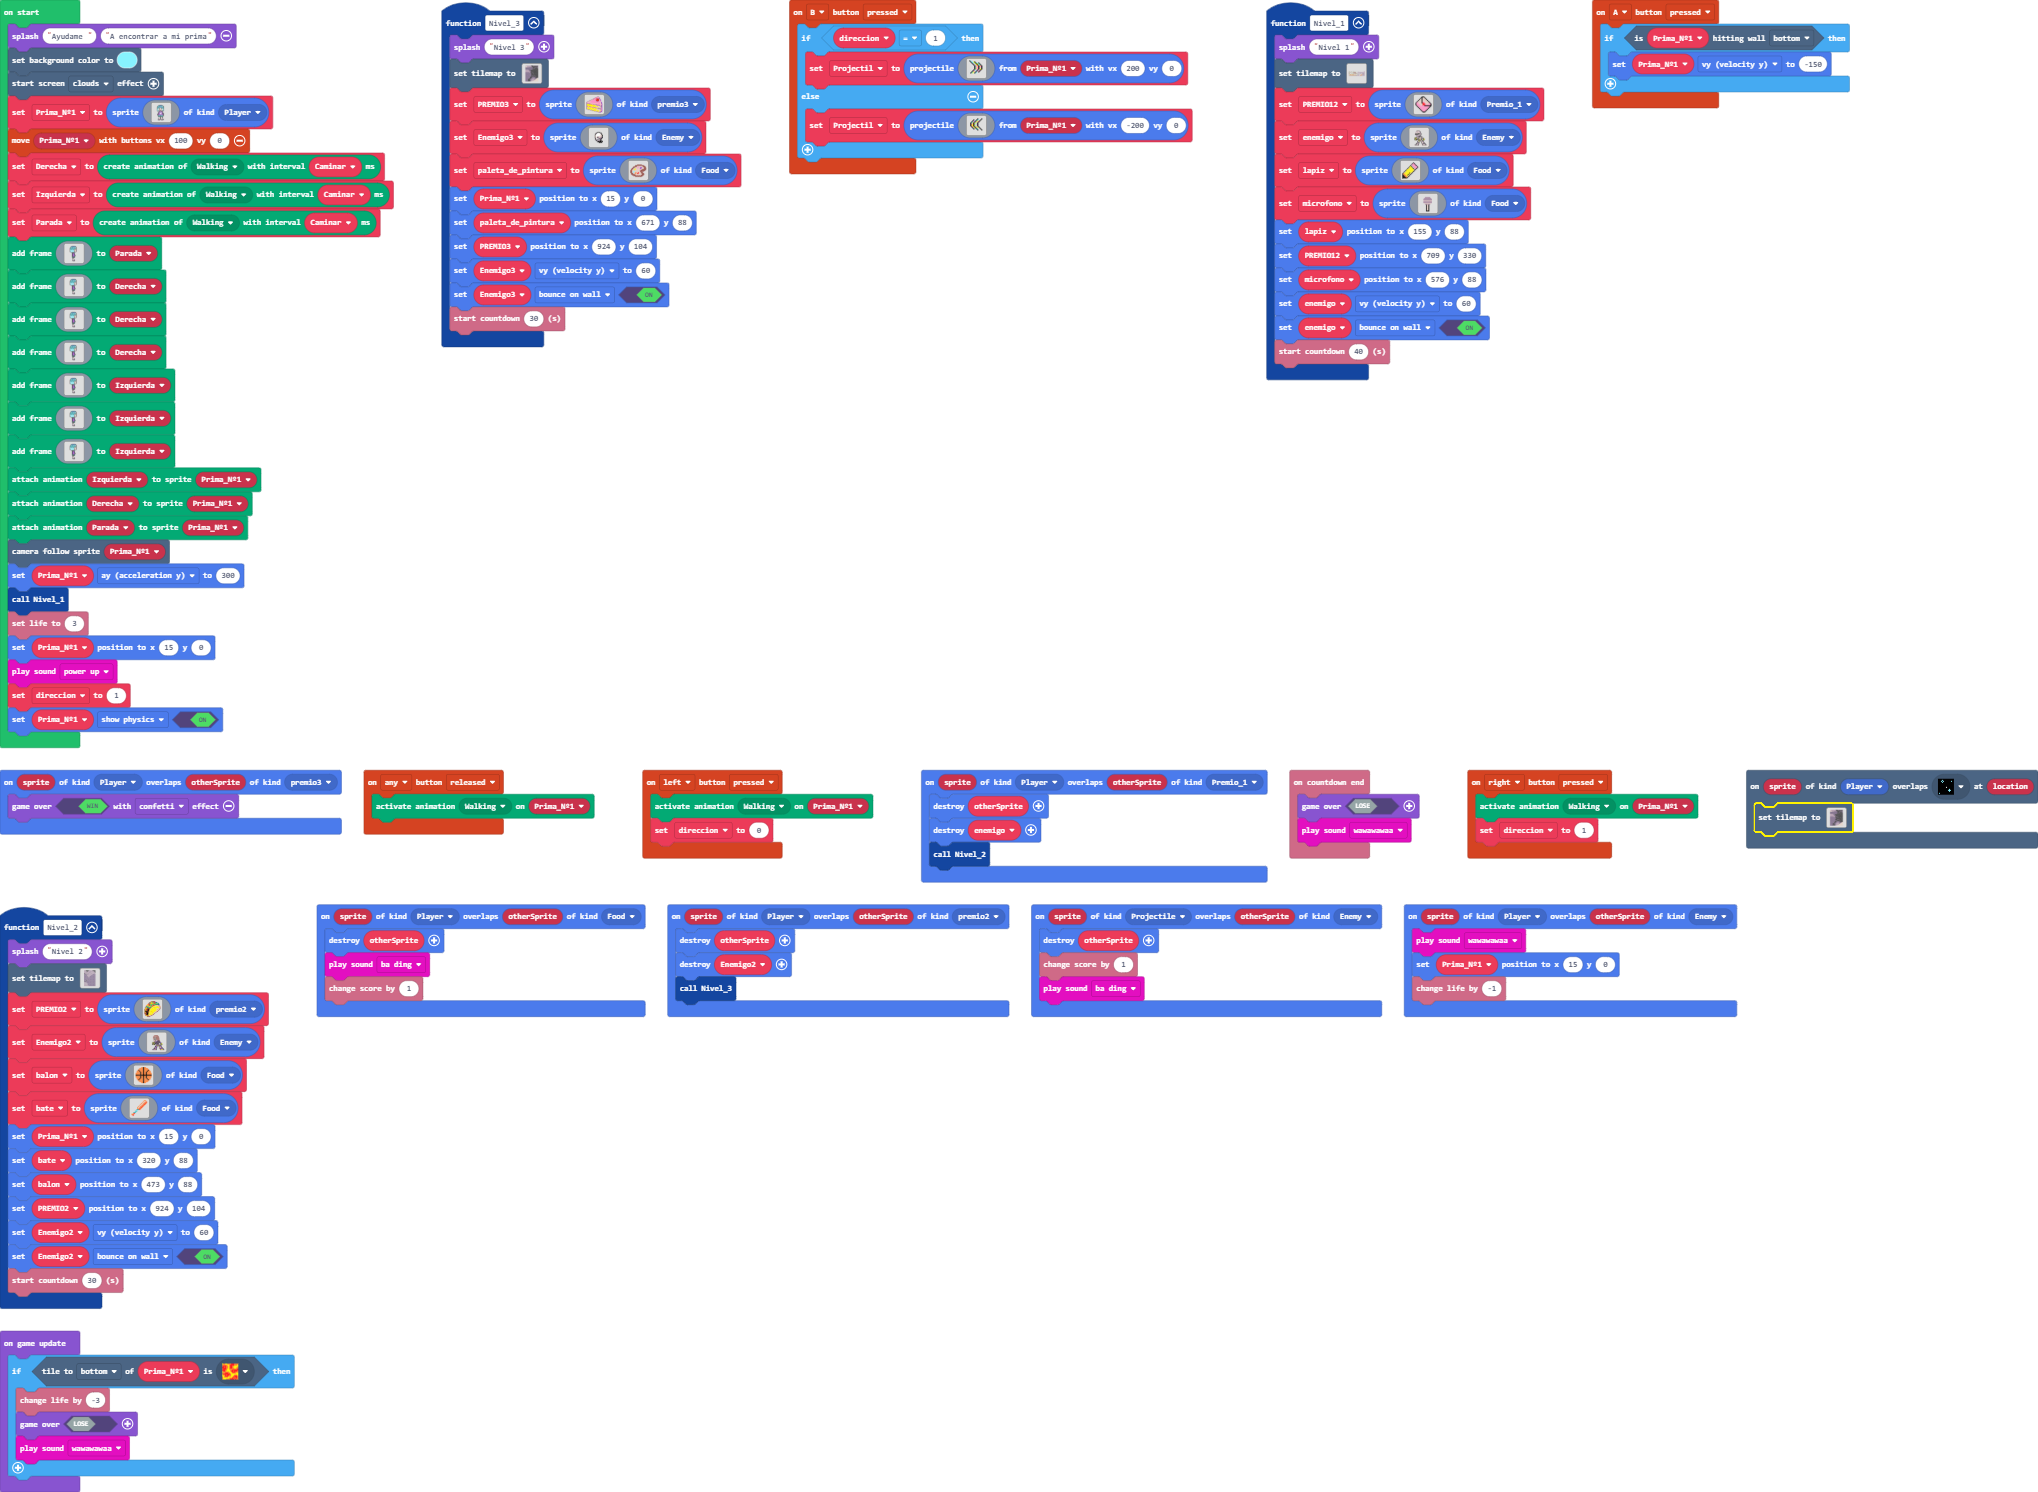 on start
splash "Ayudame " "A encontrar a mi prima"
set background color to
start screen clouds effect
set Prima_Nº1 to sprite of kind Player
move Prima_Nº1 with buttons vx 100 vy 0
set Derecha to create animation of Walking with interval Caminar ms
set Izquierda to create animation of Walking with interval Caminar ms
set Parada to create animation of Walking with interval Caminar ms
add frame to Parada
add frame to Derecha
add frame to Derecha
add frame to Derecha
add frame to Izquierda
add frame to Izquierda
add frame to Izquierda
attach animation Izquierda to sprite Prima_Nº1
attach animation Derecha to sprite Prima_Nº1
attach animation Parada to sprite Prima_Nº1
camera follow sprite Prima_Nº1
set Prima_Nº1 ay (acceleration y) to 300
call Nivel_1
set life to 3
set Prima_Nº1 position to x 15 y 0
play sound power up
set direccion to 1
set Prima_Nº1 show physics ON
function Nivel_3
splash "Nivel 3"
set tilemap to
set PREMIO3 to sprite of kind premio3
set Enemigo3 to sprite of kind Enemy
set paleta_de_pintura to sprite of kind Food
set Prima_Nº1 position to x 15 y 0
set paleta_de_pintura position to x 671 y 88
set PREMIO3 position to x 924 y 104
set Enemigo3 vy (velocity y) to 60
set Enemigo3 bounce on wall ON
start countdown 30 (s)
on B button pressed
if direccion = 1 then
set Projectil to projectile from Prima_Nº1 with vx 200 vy 0
else
set Projectil to projectile from Prima_Nº1 with vx -200 vy 0
function Nivel_1
splash "Nivel 1"
set tilemap to
set PREMIO12 to sprite of kind Premio_1
set enemigo to sprite of kind Enemy
set lapiz to sprite of kind Food
set microfono to sprite of kind Food
set lapiz position to x 155 y 88
set PREMIO12 position to x 709 y 330
set microfono position to x 576 y 88
set enemigo vy (velocity y) to 60
set enemigo bounce on wall ON
start countdown 40 (s)
on A button pressed
if is Prima_Nº1 hitting wall bottom then
set Prima_Nº1 vy (velocity y) to -150
on sprite of kind Player overlaps otherSprite of kind premio3
game over WIN with confetti effect
on any button released
activate animation Walking on Prima_Nº1
on left button pressed
activate animation Walking on Prima_Nº1
set direccion to 0
on sprite of kind Player overlaps otherSprite of kind Premio_1
destroy otherSprite
destroy enemigo
call Nivel_2
on countdown end
game over LOSE
play sound wawawawaa
on right button pressed
activate animation Walking on Prima_Nº1
set direccion to 1
on sprite of kind Player overlaps at location
set tilemap to
function Nivel_2
splash "Nivel 2"
set tilemap to
set PREMIO2 to sprite of kind premio2
set Enemigo2 to sprite of kind Enemy
set balon to sprite of kind Food
set bate to sprite of kind Food
set Prima_Nº1 position to x 15 y 0
set bate position to x 320 y 88
set balon position to x 473 y 88
set PREMIO2 position to x 924 y 104
set Enemigo2 vy (velocity y) to 60
set Enemigo2 bounce on wall ON
start countdown 30 (s)
on sprite of kind Player overlaps otherSprite of kind Food
destroy otherSprite
play sound ba ding
change score by 1
on sprite of kind Player overlaps otherSprite of kind premio2
destroy otherSprite
destroy Enemigo2
call Nivel_3
on sprite of kind Projectile overlaps otherSprite of kind Enemy
destroy otherSprite
change score by 1
play sound ba ding
on sprite of kind Player overlaps otherSprite of kind Enemy
play sound wawawawaa
set Prima_Nº1 position to x 15 y 0
change life by -1
on game update
if tile to bottom of Prima_Nº1 is then
change life by -3
game over LOSE
play sound wawawawaa